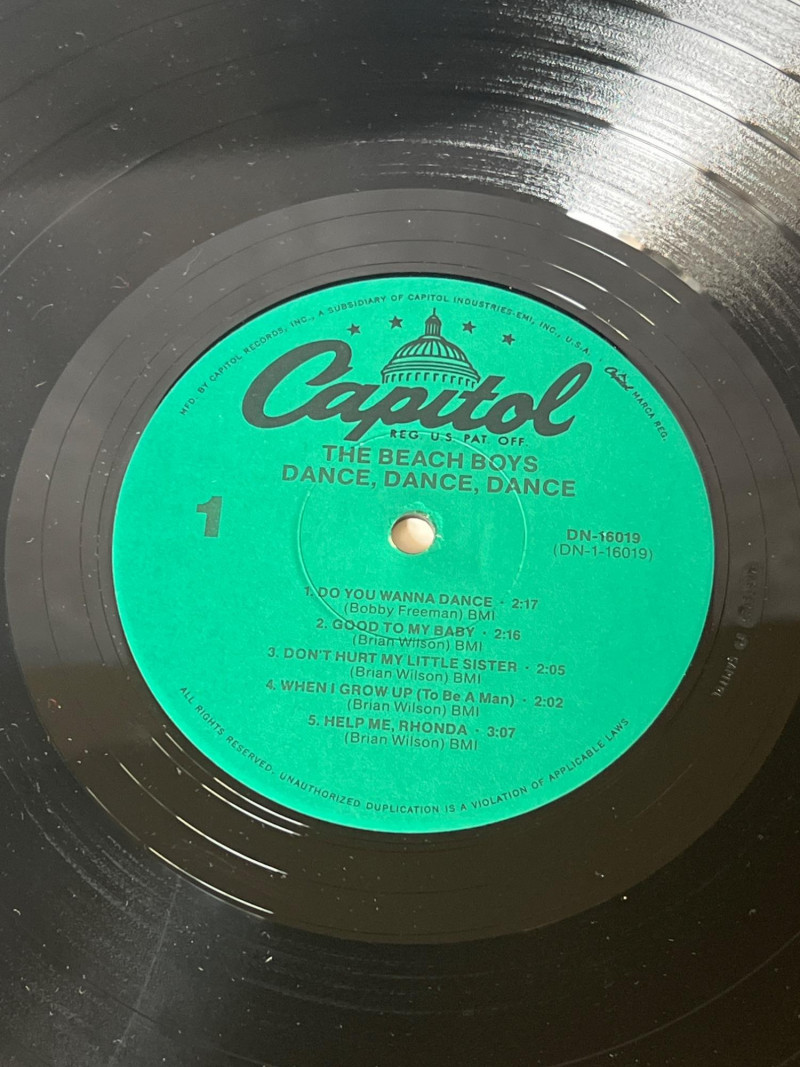 MFD. BY CAPITOL RECORDS, INC., A SUBSIDIARY OF CAPITOL INDUSTRIES-EMI, INC., U.S.A.
Capitol MARCA REG.
Capitol
REG. U.S. PAT. OFF.
THE BEACH BOYS
DANCE, DANCE, DANCE
1
DN-16019
(DN-1-16019)
1. DO YOU WANNA DANCE · 2:17
(Bobby Freeman) BMI
2. GOOD TO MY BABY · 2:16
(Brian Wilson) BMI
3. DON'T HURT MY LITTLE SISTER · 2:05
(Brian Wilson) BMI
4. WHEN I GROW UP (To Be A Man) · 2:02
(Brian Wilson) BMI
5. HELP ME, RHONDA · 3:07
(Brian Wilson) BMI
ALL RIGHTS RESERVED. UNAUTHORIZED DUPLICATION IS A VIOLATION OF APPLICABLE LAWS